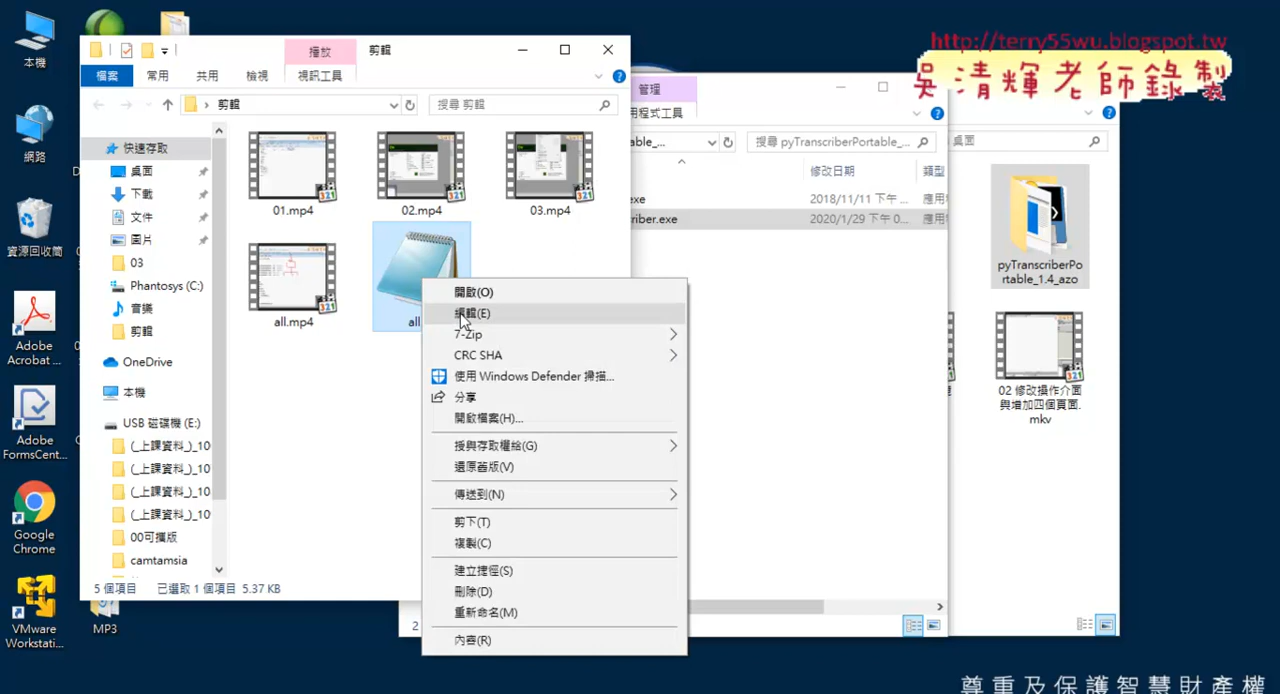 http://terry55wu.blogspot.tw
吳清輝老師錄製
本機
網路
資源回收筒
Adobe
Acrobat ...
Adobe
FormsCent...
Google
Chrome
VMware
Workstati...
MP3
播放
剪輯
檔案
常用
共用
檢視
視訊工具
剪輯
搜尋 剪輯
快速存取
桌面
下載
文件
圖片
03
Phantosys (C:)
音樂
剪輯
OneDrive
本機
USB 磁碟機 (E:)
(_上課資料_)_10
(_上課資料_)_10
(_上課資料_)_10
(_上課資料_)_10
00可攜版
camtamsia
01.mp4
02.mp4
03.mp4
all.mp4
all
5 個項目
已選取 1 個項目 5.37 KB
開啟(O)
編輯(E)
7-Zip
CRC SHA
使用 Windows Defender 掃描...
分享
開啟檔案(H)...
授與存取權給(G)
還原舊版(V)
傳送到(N)
剪下(T)
複製(C)
建立捷徑(S)
刪除(D)
重新命名(M)
內容(R)
管理
用程式工具
able_...
搜尋 pyTranscriberPortable_...
修改日期
類型
exe
2018/11/11 下午 ...
應用
riber.exe
2020/1/29 下午 0...
應用
2
桌面
pyTranscriberPo
rtable_1.4_azo
02 修改操作介面
與增加四個頁面.
mkv
尊重及保護智慧財產權